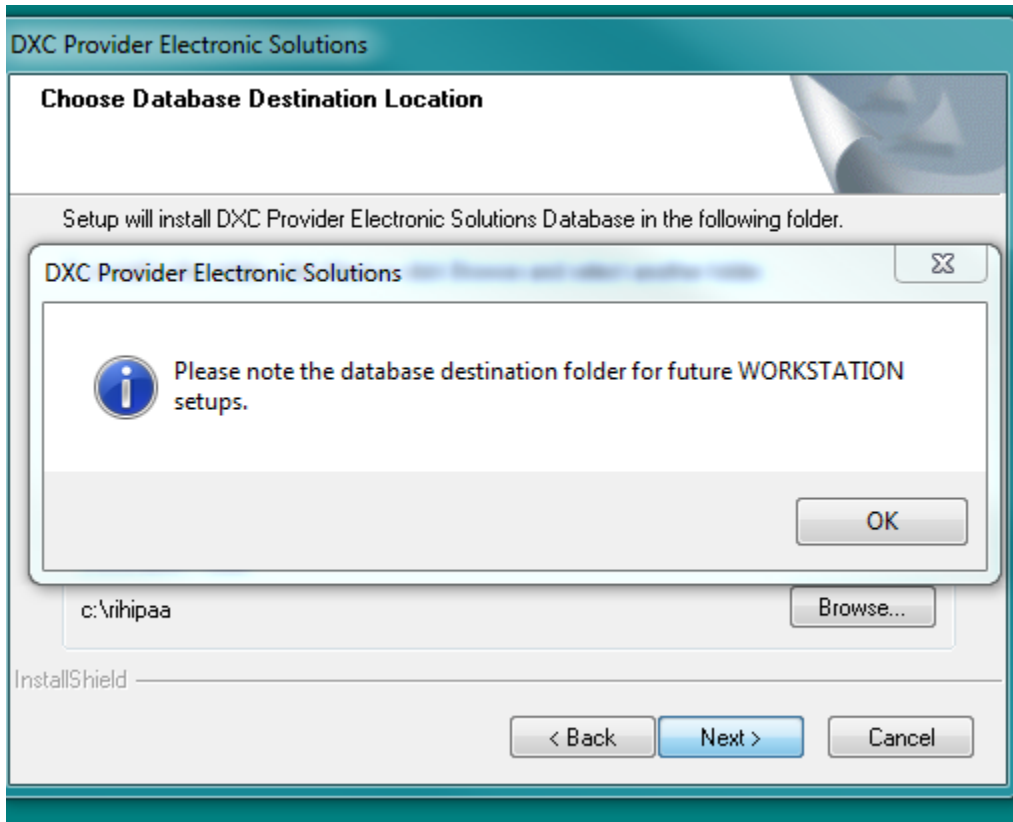 DXC Provider Electronic Solutions
Choose Database Destination Location
Setup will install DXC Provider Electronic Solutions Database in the following folder.
DXC Provider Electronic Solutions
Please note the database destination folder for future WORKSTATION
setups.
OK
c:\rihipaa
Browse...
InstallShield
< Back
Next >
Cancel